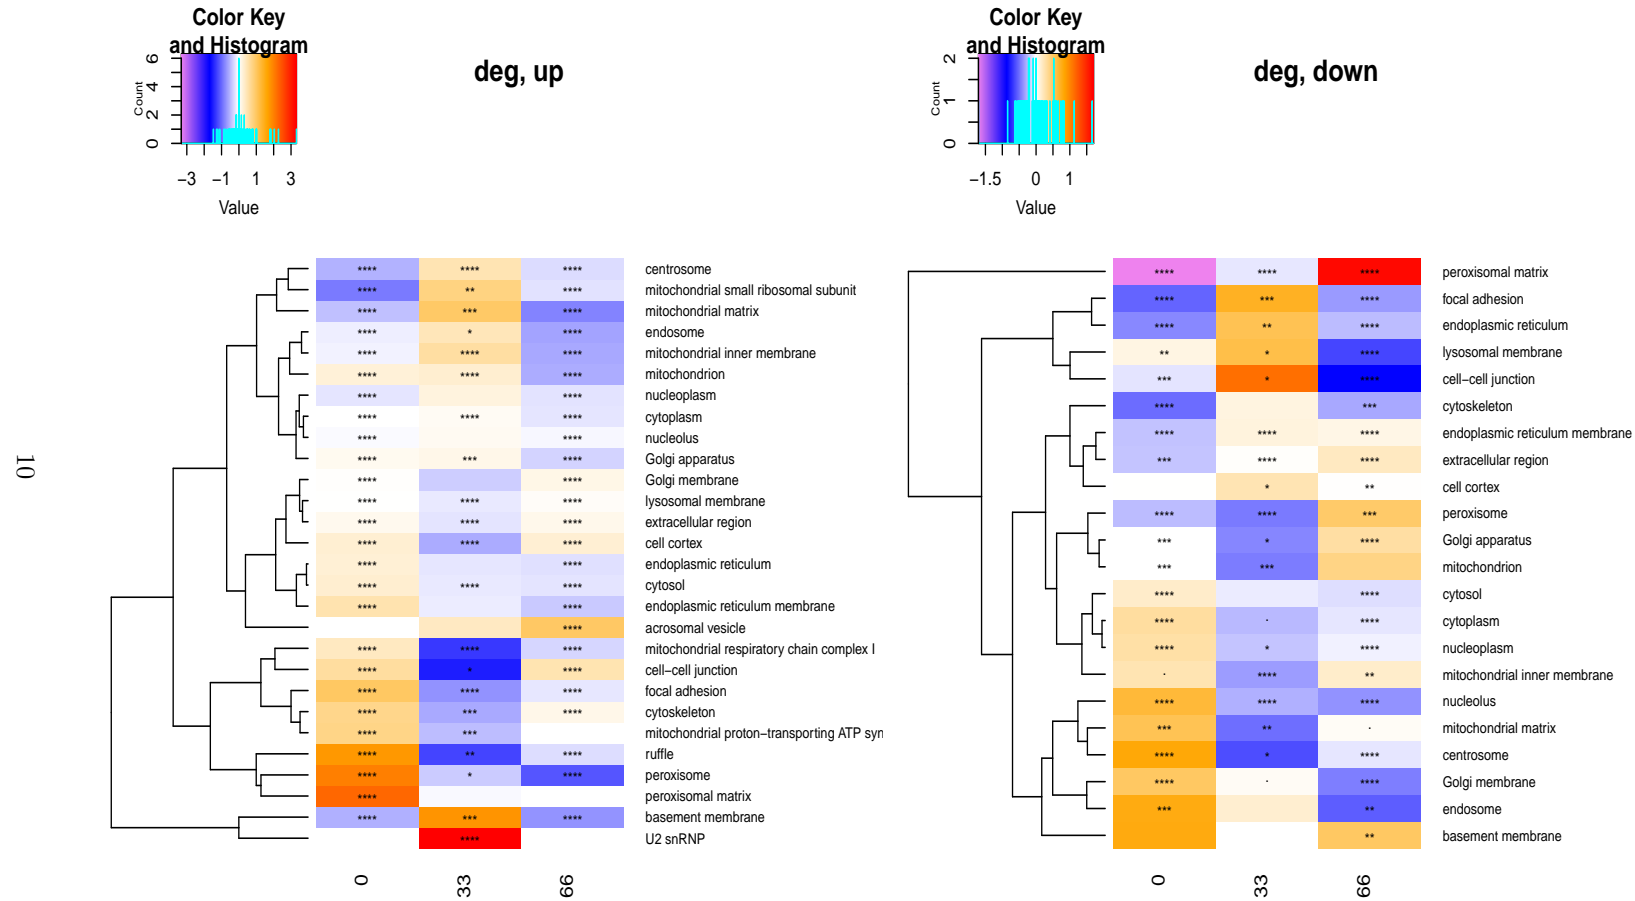 Color Key
and Histogram
Count
0 2 4 6
−3 −1 1 3
Value
deg, up
Color Key
and Histogram
Count
0 1 2
−1.5 0 1
Value
deg, down
10
**** **** **** centrosome
**** ** **** mitochondrial small ribosomal subunit
**** *** **** mitochondrial matrix
**** * **** endosome
**** **** **** mitochondrial inner membrane
**** **** **** mitochondrion
**** **** nucleoplasm
**** **** **** cytoplasm
**** **** nucleolus
**** *** **** Golgi apparatus
**** **** Golgi membrane
**** **** **** lysosomal membrane
**** **** **** extracellular region
**** **** **** cell cortex
**** **** endoplasmic reticulum
**** **** **** cytosol
**** **** endoplasmic reticulum membrane
**** acrosomal vesicle
**** **** **** mitochondrial respiratory chain complex I
**** * **** cell−cell junction
**** **** **** focal adhesion
**** *** **** cytoskeleton
**** *** mitochondrial proton−transporting ATP syn
**** ** **** ruffle
**** * **** peroxisome
**** peroxisomal matrix
**** *** **** basement membrane
**** U2 snRNP
0 33 66
**** **** **** peroxisomal matrix
**** *** **** focal adhesion
**** ** **** endoplasmic reticulum
** * **** lysosomal membrane
*** * **** cell−cell junction
**** *** cytoskeleton
**** **** **** endoplasmic reticulum membrane
*** **** **** extracellular region
* ** cell cortex
**** **** *** peroxisome
*** * **** Golgi apparatus
*** *** mitochondrion
**** **** cytosol
**** . **** cytoplasm
**** * **** nucleoplasm
. **** ** mitochondrial inner membrane
**** **** **** nucleolus
*** ** . mitochondrial matrix
**** * **** centrosome
**** . **** Golgi membrane
*** ** endosome
** basement membrane
0 33 66